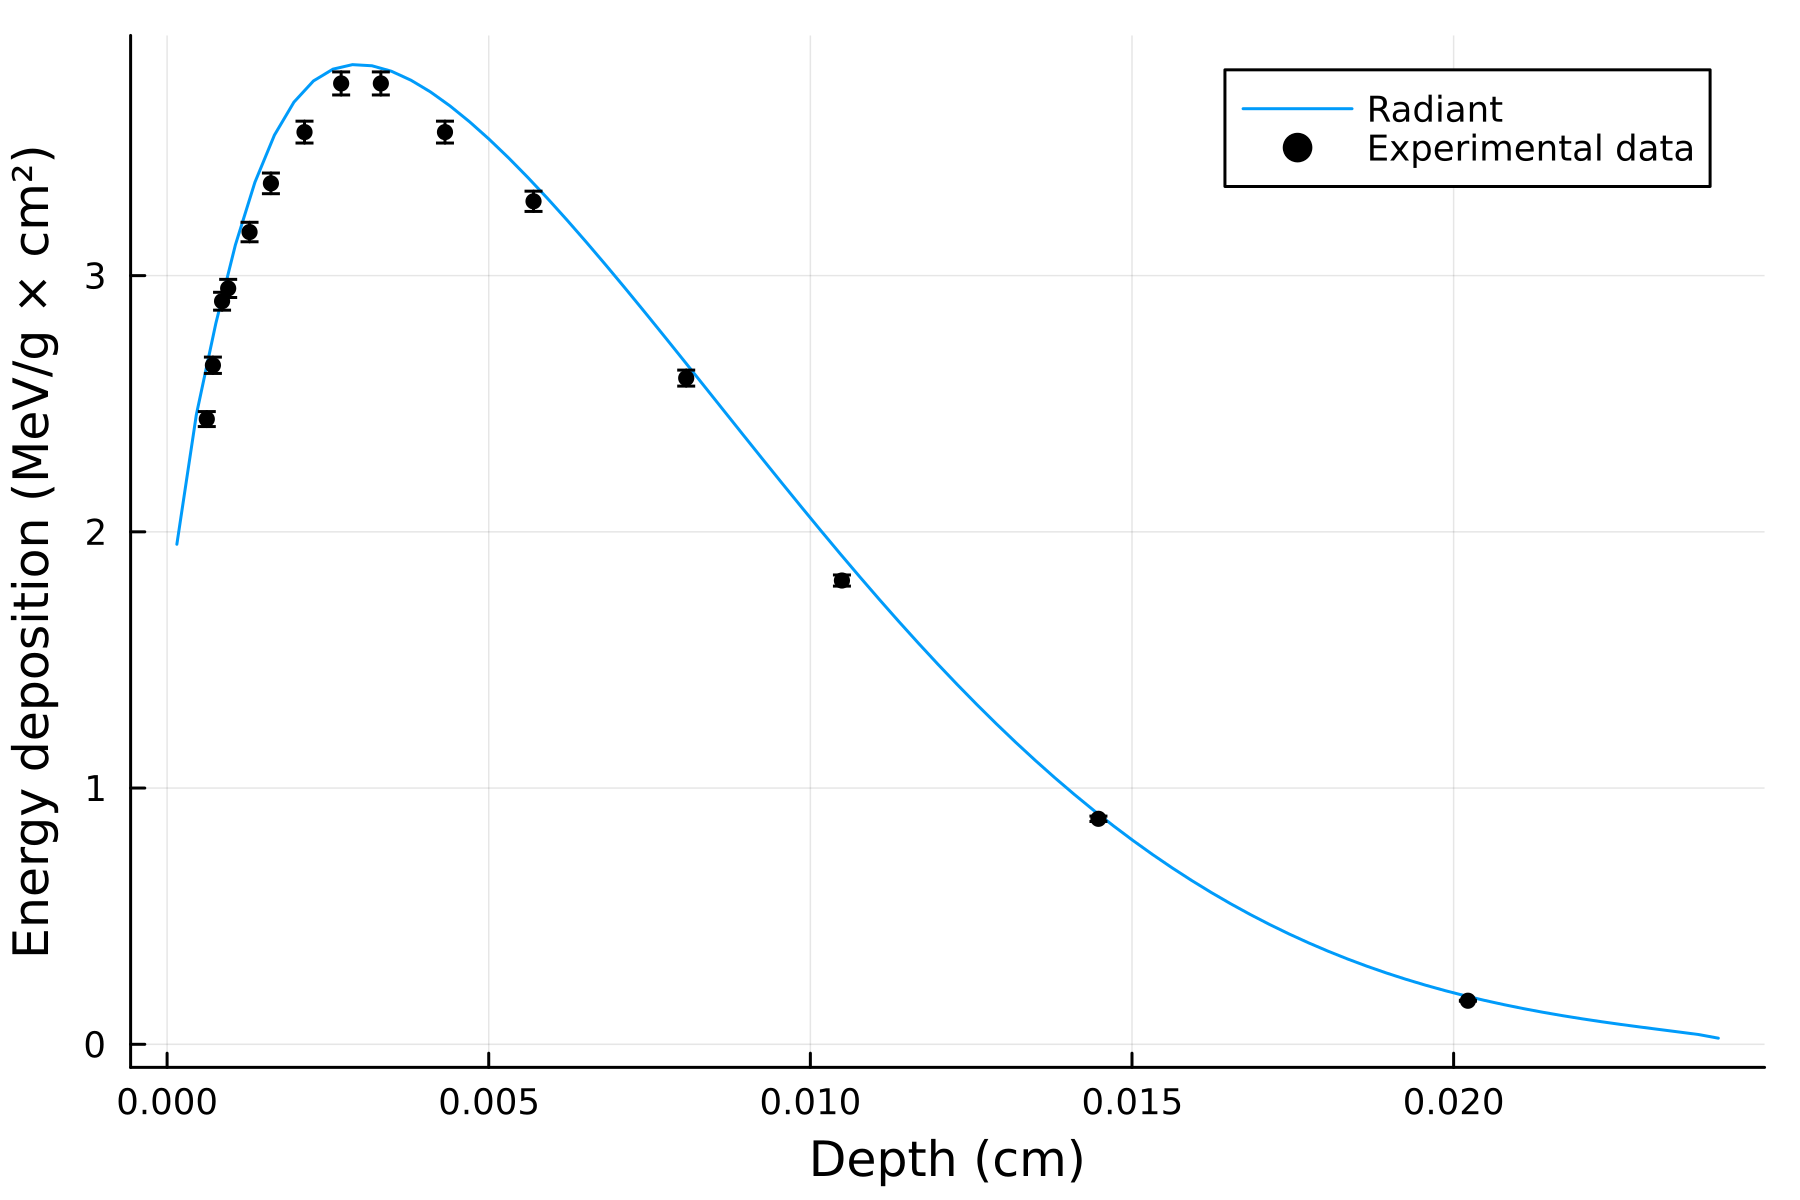 Radiant
Experimental data
Energy deposition (MeV/g × cm²)
3
2
1
0
0.000 0.005 0.010 0.015 0.020
Depth (cm)